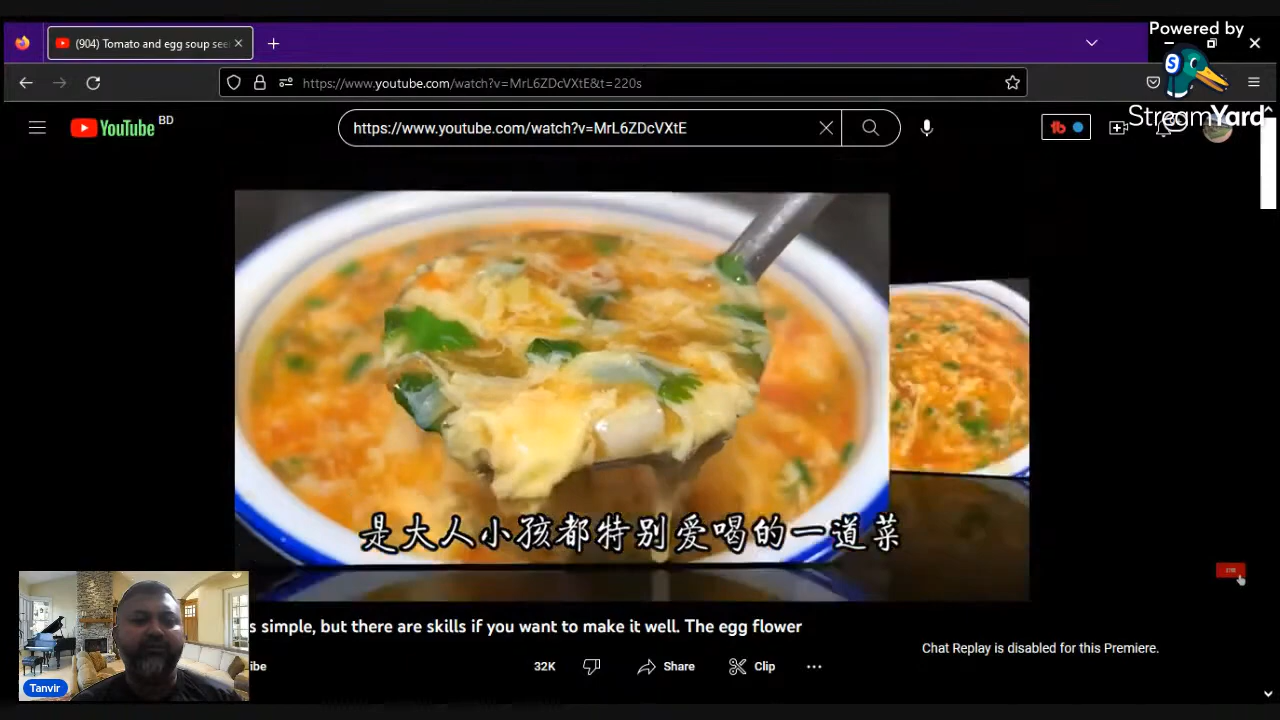 Powered by
StreamYard
(904) Tomato and egg soup see
https://www.youtube.com/watch?v=MrL6ZDcVXtE&t=220s
YouTube BD
https://www.youtube.com/watch?v=MrL6ZDcVXtE
是大人小孩都特别爱喝的一道菜
s simple, but there are skills if you want to make it well. The egg flower
Chat Replay is disabled for this Premiere.
ibe
32K
Share
Clip
Tanvir